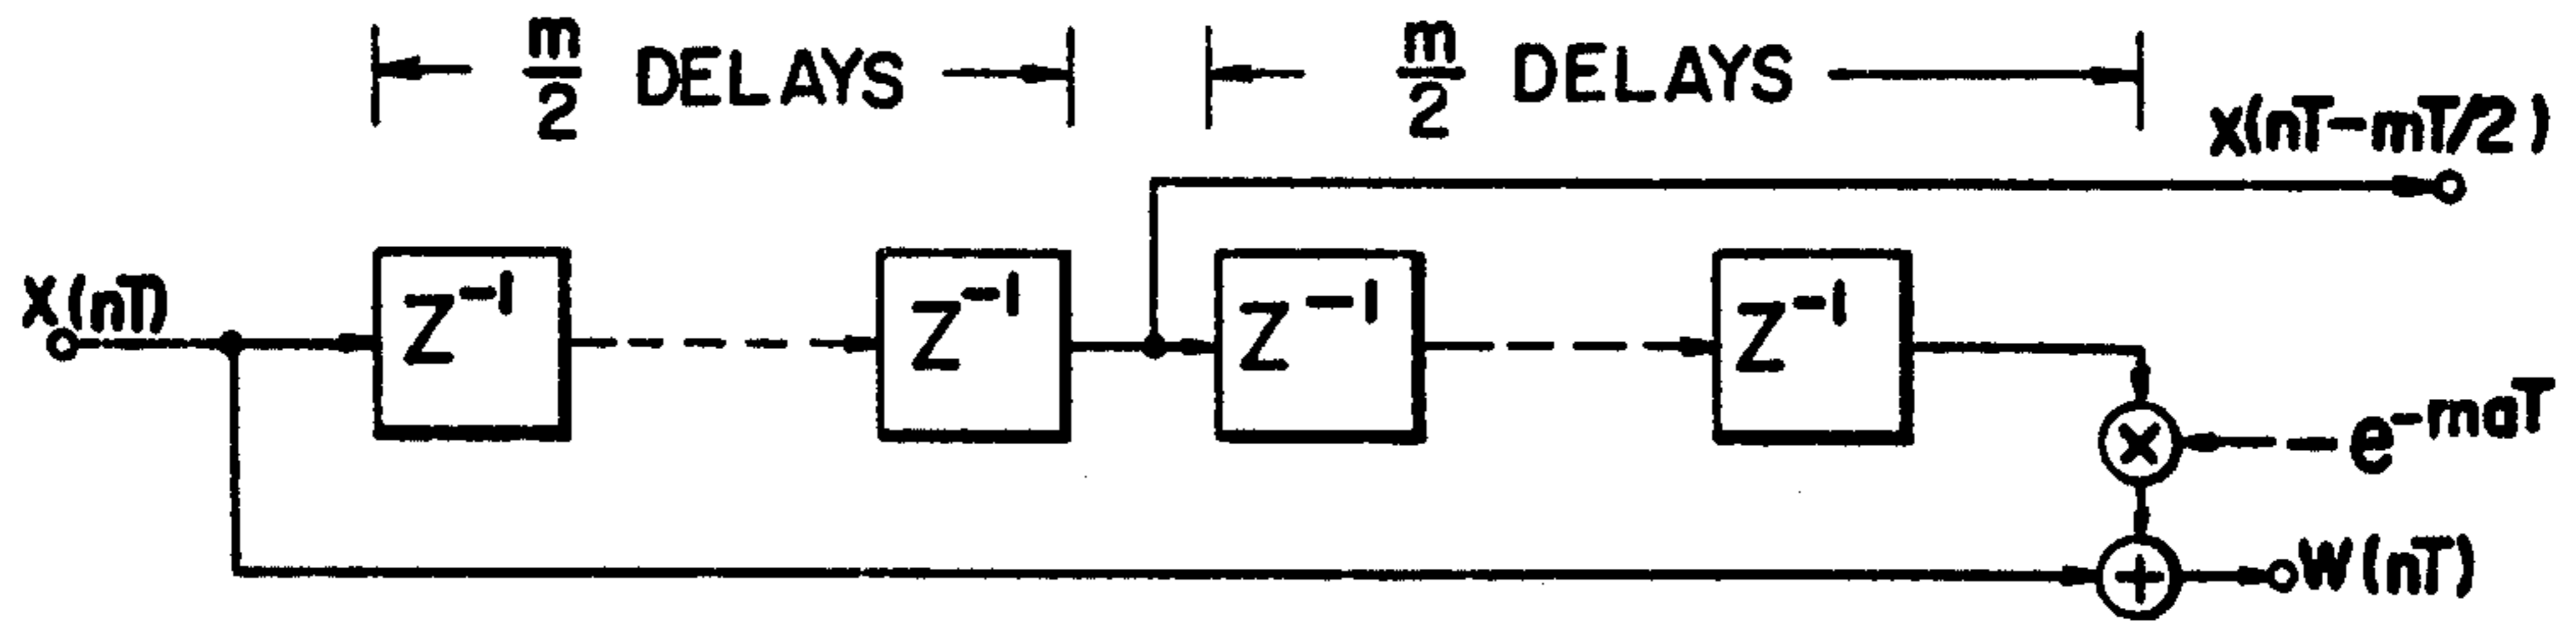 m/2 DELAYS
m/2 DELAYS
X(nT-mT/2)
X(nT)
Z⁻¹
Z⁻¹
Z⁻¹
Z⁻¹
X
- e^-maT
+
W(nT)